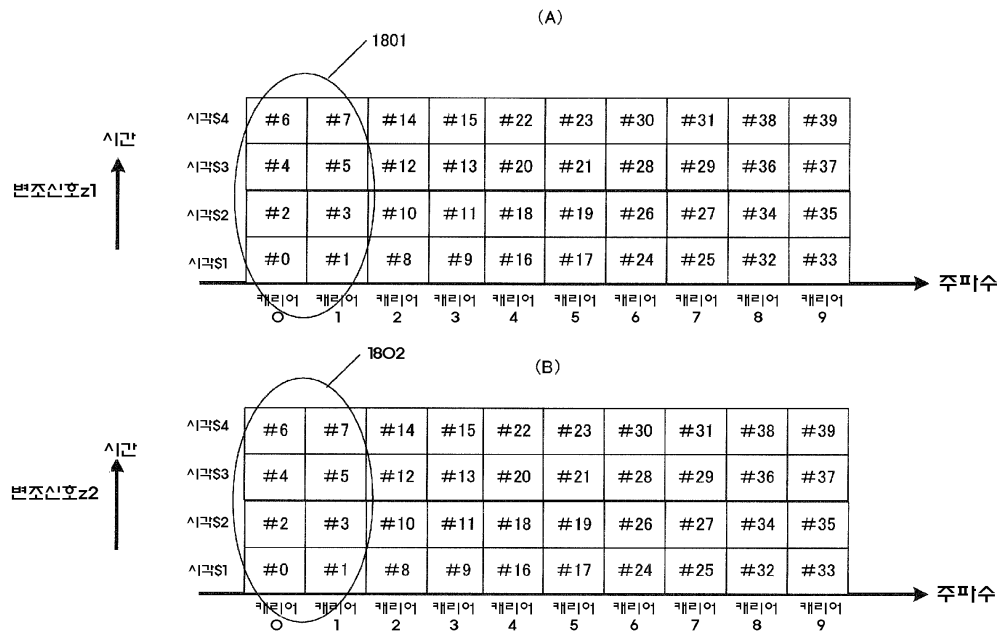 (A)
1801
시각$4 #6 #7 #14 #15 #22 #23 #30 #31 #38 #39
시간
시각$3 #4 #5 #12 #13 #20 #21 #28 #29 #36 #37
변조신호z1
시각$2 #2 #3 #10 #11 #18 #19 #26 #27 #34 #35
시각$1 #0 #1 #8 #9 #16 #17 #24 #25 #32 #33
주파수
캐리어 캐리어 캐리어 캐리어 캐리어 캐리어 캐리어 캐리어 캐리어 캐리어
0 1 2 3 4 5 6 7 8 9
1802
(B)
시각$4 #6 #7 #14 #15 #22 #23 #30 #31 #38 #39
시간
시각$3 #4 #5 #12 #13 #20 #21 #28 #29 #36 #37
변조신호z2
시각$2 #2 #3 #10 #11 #18 #19 #26 #27 #34 #35
시각$1 #0 #1 #8 #9 #16 #17 #24 #25 #32 #33
주파수
캐리어 캐리어 캐리어 캐리어 캐리어 캐리어 캐리어 캐리어 캐리어 캐리어
0 1 2 3 4 5 6 7 8 9